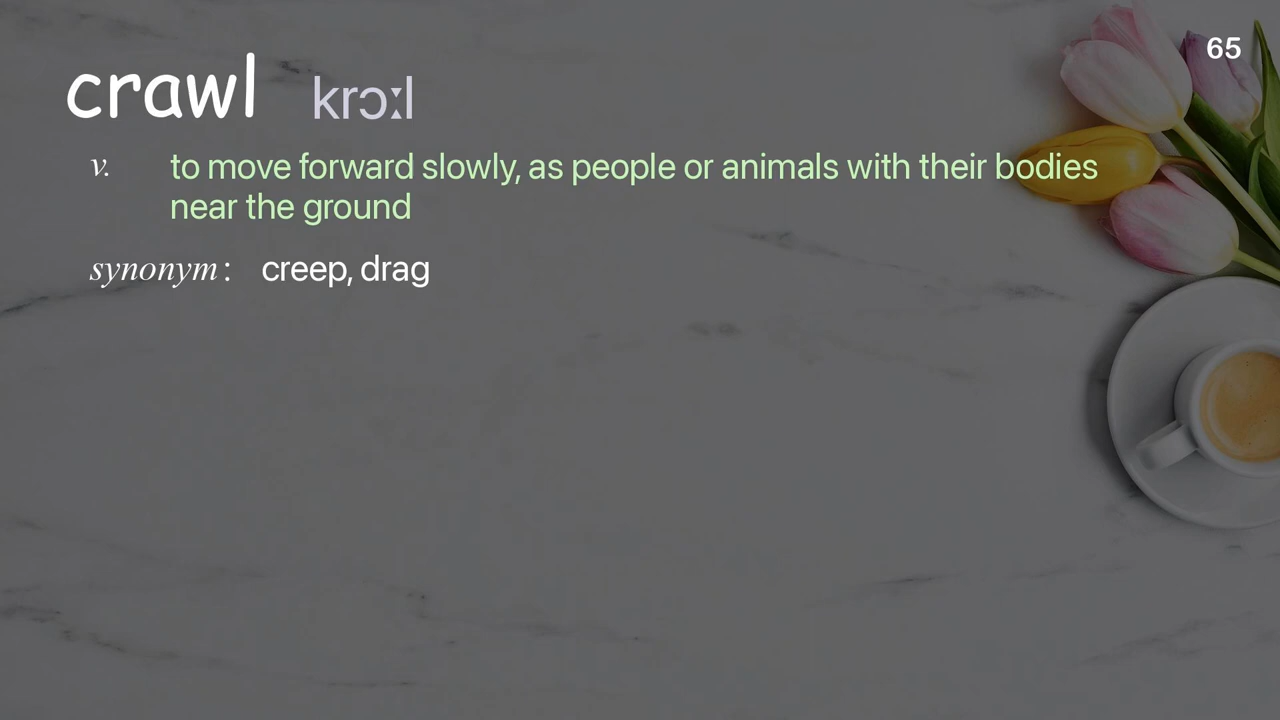 65
crawl krɔːl
v. to move forward slowly, as people or animals with their bodies
near the ground
synonym: creep, drag